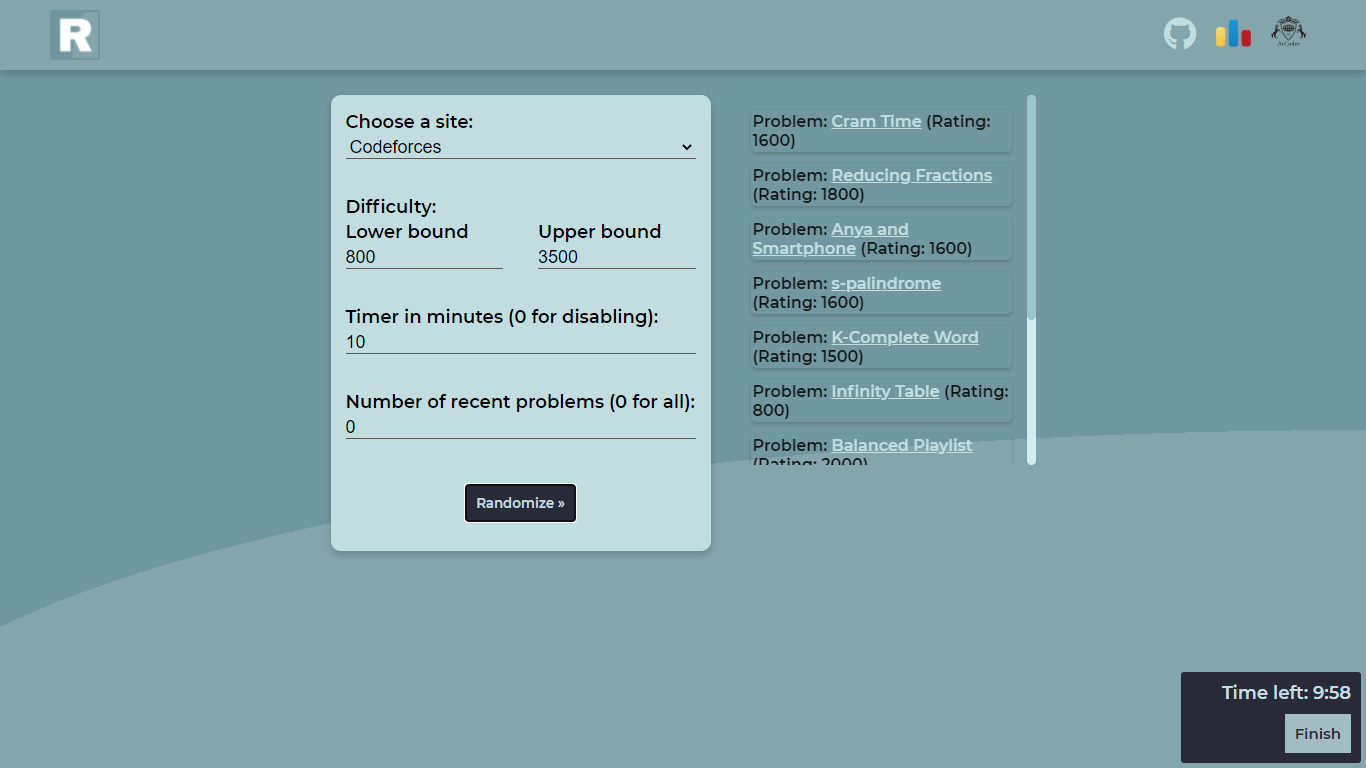 R
AtCoder
Choose a site:
Codeforces
Difficulty:
Lower bound
Upper bound
800
3500
Timer in minutes (0 for disabling):
10
Number of recent problems (0 for all):
0
Randomize »
Problem: Cram Time (Rating:
1600)
Problem: Reducing Fractions
(Rating: 1800)
Problem: Anya and
Smartphone (Rating: 1600)
Problem: s-palindrome
(Rating: 1600)
Problem: K-Complete Word
(Rating: 1500)
Problem: Infinity Table (Rating:
800)
Problem: Balanced Playlist
(Rating: 2000)
Time left: 9:58
Finish